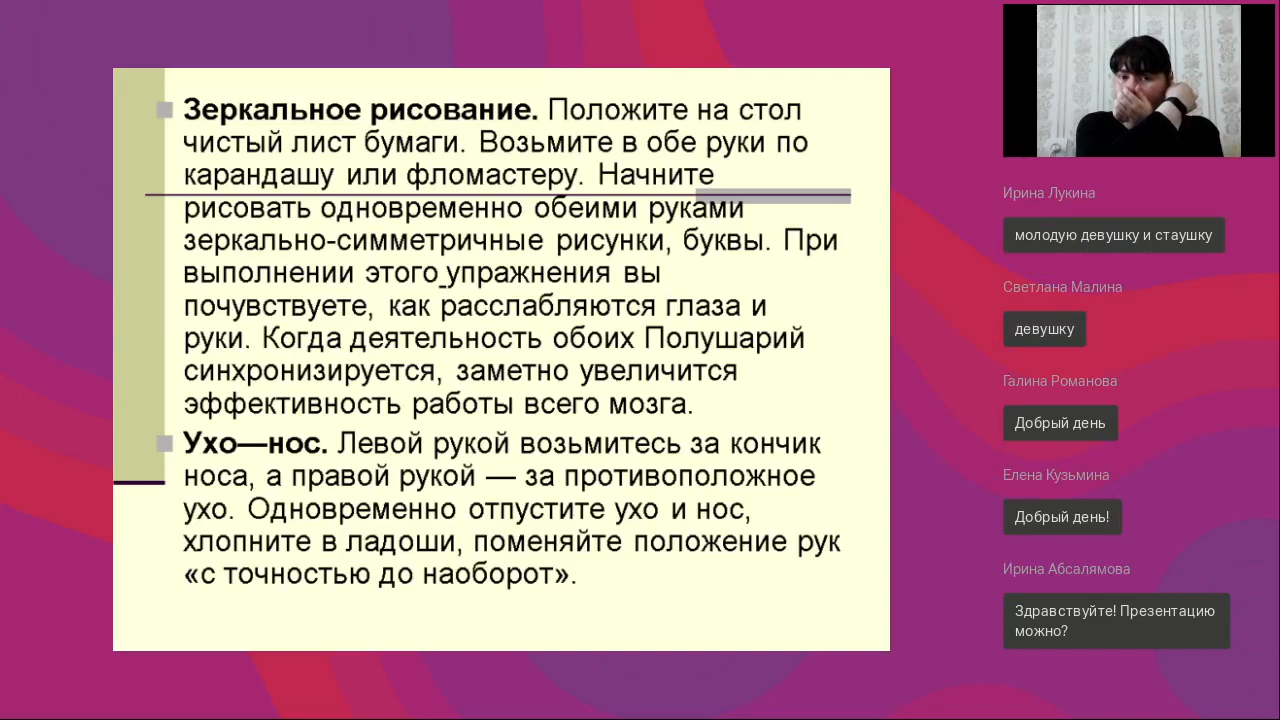 Зеркальное рисование. Положите на стол
чистый лист бумаги. Возьмите в обе руки по
карандашу или фломастеру. Начните
рисовать одновременно обеими руками
зеркально-симметричные рисунки, буквы. При
выполнении этого упражнения вы
почувствуете, как расслабляются глаза и
руки. Когда деятельность обоих Полушарий
синхронизируется, заметно увеличится
эффективность работы всего мозга.
Ухо—нос. Левой рукой возьмитесь за кончик
носа, а правой рукой — за противоположное
ухо. Одновременно отпустите ухо и нос,
хлопните в ладоши, поменяйте положение рук
«с точностью до наоборот».
Ирина Лукина
молодую девушку и стаушку
Светлана Малина
девушку
Галина Романова
Добрый день
Елена Кузьмина
Добрый день!
Ирина Абсалямова
Здравствуйте! Презентацию
можно?